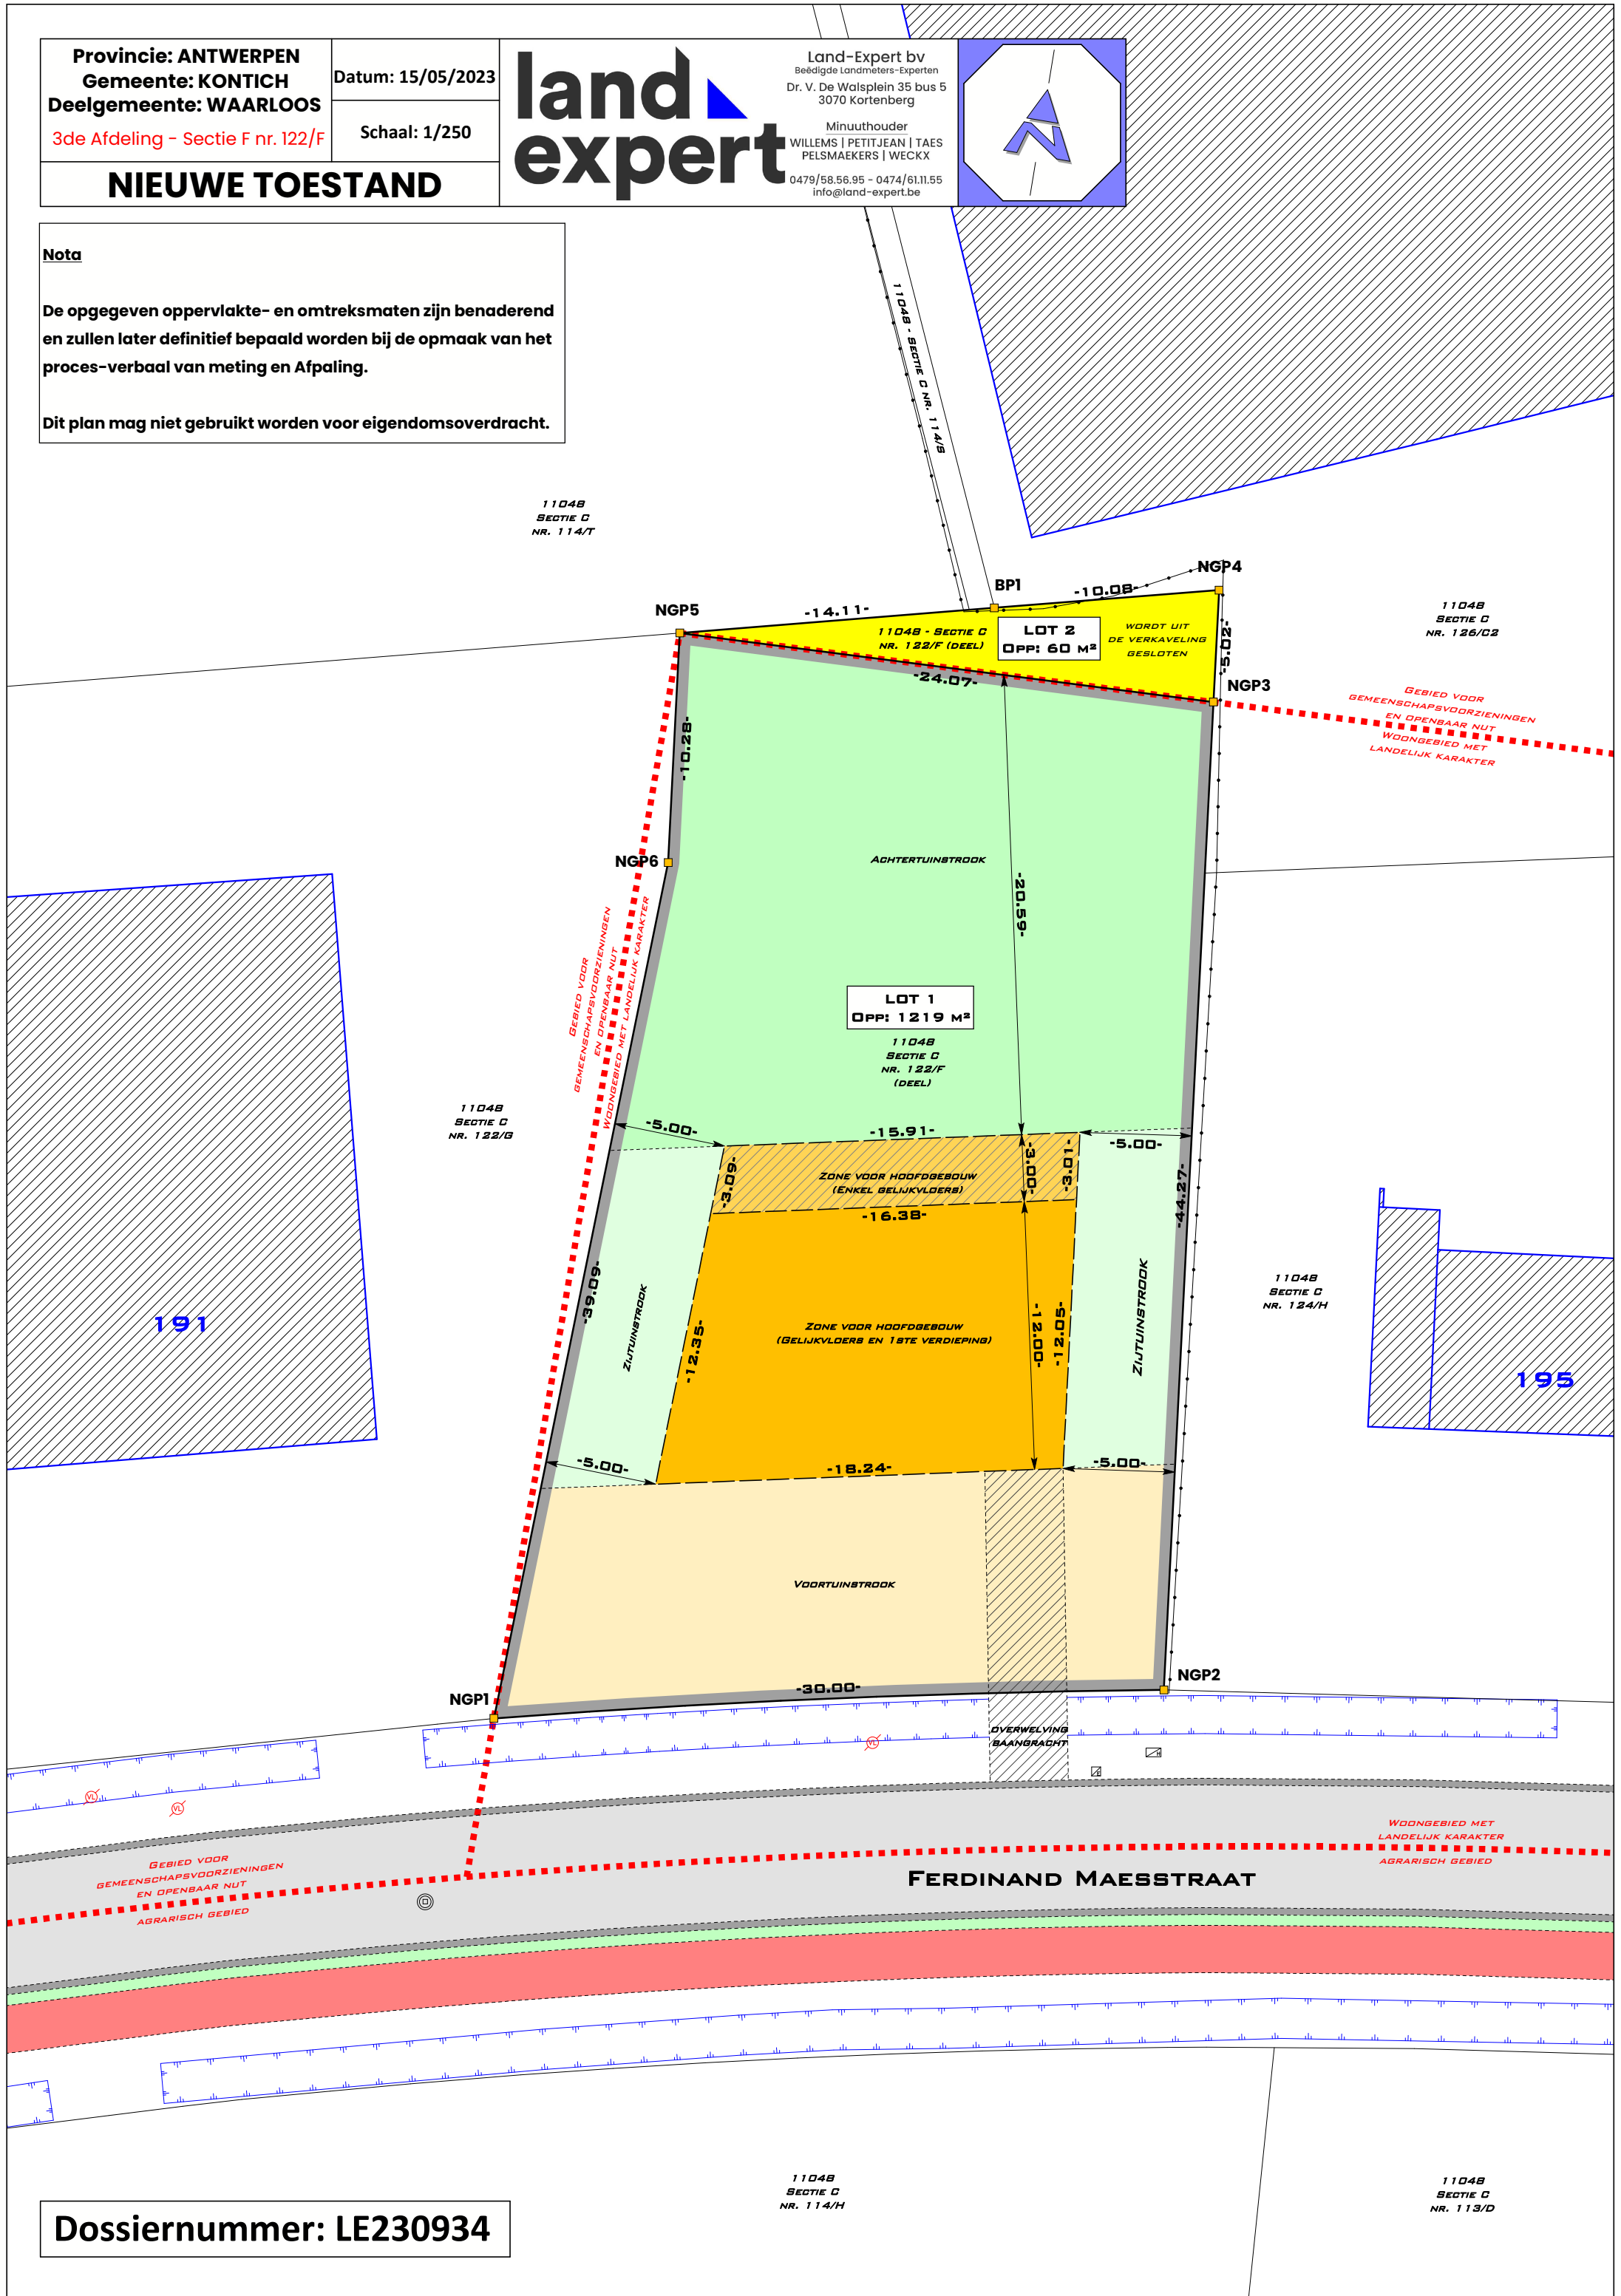 Provincie: ANTWERPEN
Gemeente: KONTICH
Deelgemeente: WAARLOOS
3de Afdeling - Sectie F nr. 122/F
Datum: 15/05/2023
Schaal: 1/250
NIEUWE TOESTAND
land
expert
Land-Expert bv
Beëdigde Landmeters-Experten
Dr. V. De Walsplein 35 bus 5
3070 Kortenberg
Minuuthouder
WILLEMS | PETITJEAN | TAES
PELSMAEKERS | WECKX
0479/58.56.95 - 0474/61.11.55
info@land-expert.be
N
Nota
De opgegeven oppervlakte- en omtreksmaten zijn benaderend
en zullen later definitief bepaald worden bij de opmaak van het
proces-verbaal van meting en Afpaling.
Dit plan mag niet gebruikt worden voor eigendomsoverdracht.
11048 - Sectie C nr. 114/S
11048
Sectie C
nr. 114/T
NGP4
BP1
-10.08-
NGP5
-14.11-
11048 - Sectie C
nr. 122/F (deel)
LOT 2
Opp: 60 m²
wordt uit
de verkaveling
gesloten
-5.02-
11048
Sectie C
nr. 126/C2
-24.07-
NGP3
Gebied voor
gemeenschapsvoorzieningen
en openbaar nut
Woongebied met
landelijk karakter
-10.28-
NGP6
Achtertuinstrook
-20.59-
Gebied voor
gemeenschapsvoorzieningen
en openbaar nut
Woongebied met landelijk karakter
LOT 1
Opp: 1219 m²
11048
Sectie C
nr. 122/F
(deel)
11048
Sectie C
nr. 122/G
-5.00-
-15.91-
-5.00-
-3.09-
Zone voor hoofdgebouw
(Enkel gelijkvloers)
-3.00-
-3.01-
-44.27-
-16.38-
191
-39.09-
Zijtuinstrook
-12.35-
Zone voor hoofdgebouw
(Gelijkvloers en 1ste verdieping)
-12.00-
-12.05-
Zijtuinstrook
11048
Sectie C
nr. 124/H
195
-5.00-
-18.24-
-5.00-
Voortuinstrook
-30.00-
NGP1
NGP2
overwelving
baangracht
VL
VL
VL
Gebied voor
gemeenschapsvoorzieningen
en openbaar nut
agrarisch gebied
Ferdinand Maesstraat
Woongebied met
landelijk karakter
agrarisch gebied
11048
Sectie C
nr. 114/H
11048
Sectie C
nr. 113/D
Dossiernummer: LE230934